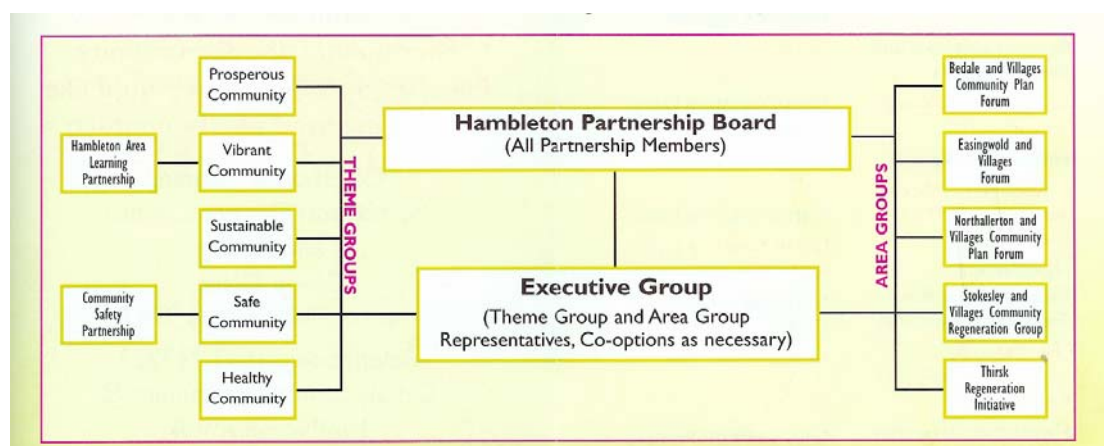 Prosperous
Community
Hambleton Area
Learning
Partnership
Vibrant
Community
Sustainable
Community
Community
Safety
Partnership
Safe
Community
Healthy
Community
THEME GROUPS
Hambleton Partnership Board
(All Partnership Members)
Executive Group
(Theme Group and Area Group
Representatives, Co-options as necessary)
AREA GROUPS
Bedale and Villages
Community Plan
Forum
Easingwold and
Villages
Forum
Northallerton and
Villages Community
Plan Forum
Stokesley and
Villages Community
Regeneration Group
Thirsk
Regeneration
Initiative